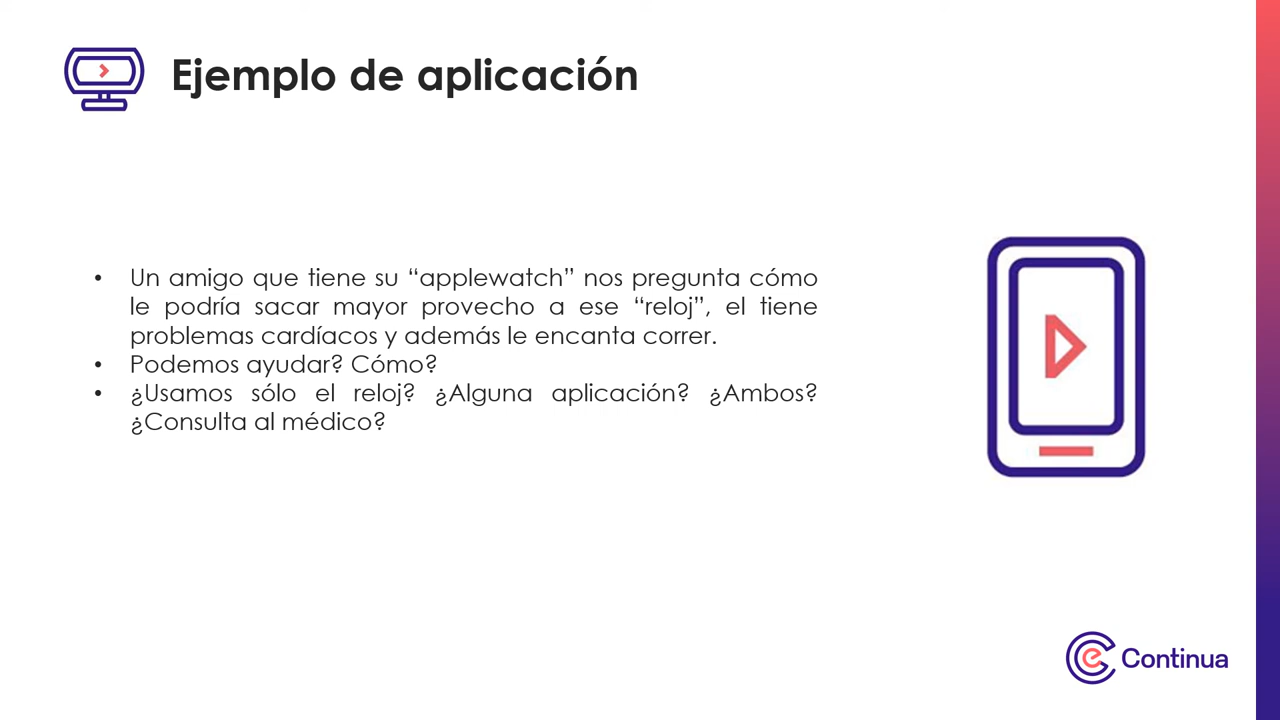 Ejemplo de aplicación
• Un amigo que tiene su “applewatch” nos pregunta cómo
le podría sacar mayor provecho a ese “reloj”, el tiene
problemas cardíacos y además le encanta correr.
• Podemos ayudar? Cómo?
• ¿Usamos sólo el reloj? ¿Alguna aplicación? ¿Ambos?
¿Consulta al médico?
e Continua